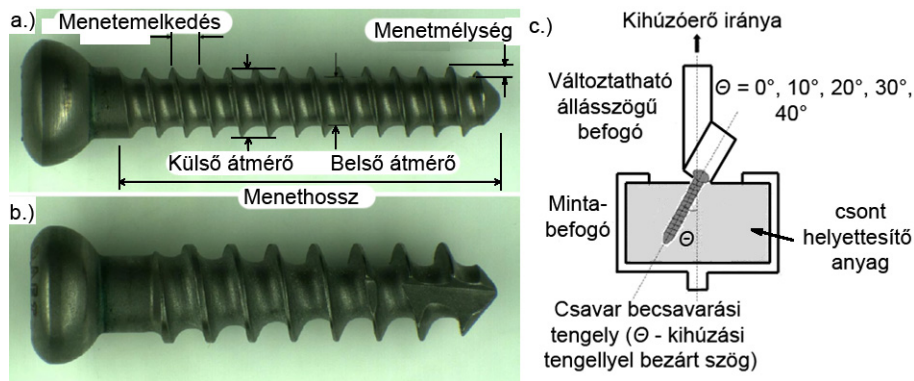 a.)
Menetemelkedés
Menetmélység
Külső átmérő
Belső átmérő
Menethossz
b.)
c.)
Kihúzóerő iránya
Változtatható
állásszögű
befogó
Θ = 0°, 10°, 20°, 30°,
40°
Minta-
befogó
Θ
csont
helyettesítő
anyag
Csavar becsavarási
tengely (Θ - kihúzási
tengellyel bezárt szög)